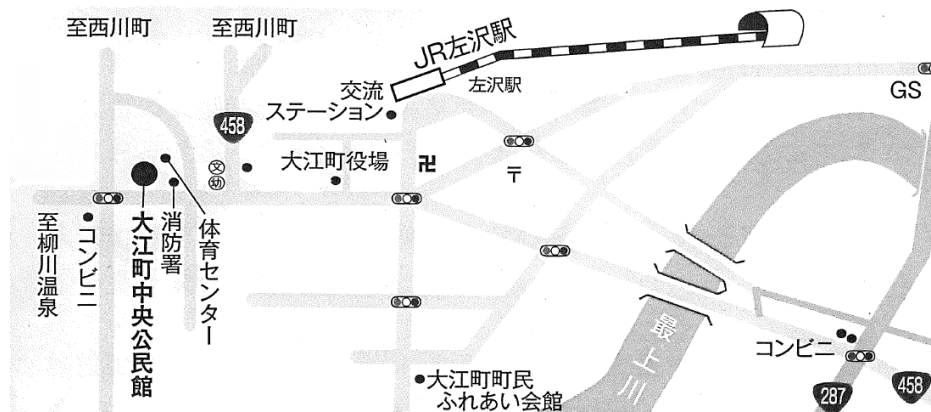 至西川町
至西川町
JR左沢駅
左沢駅
交流
ステーション
GS
458
文
幼
大江町役場
卍
〒
至柳川温泉
コンビニ
大江町中央公民館
消防署
体育センター
最上川
コンビニ
大江町町民
ふれあい会館
287
458